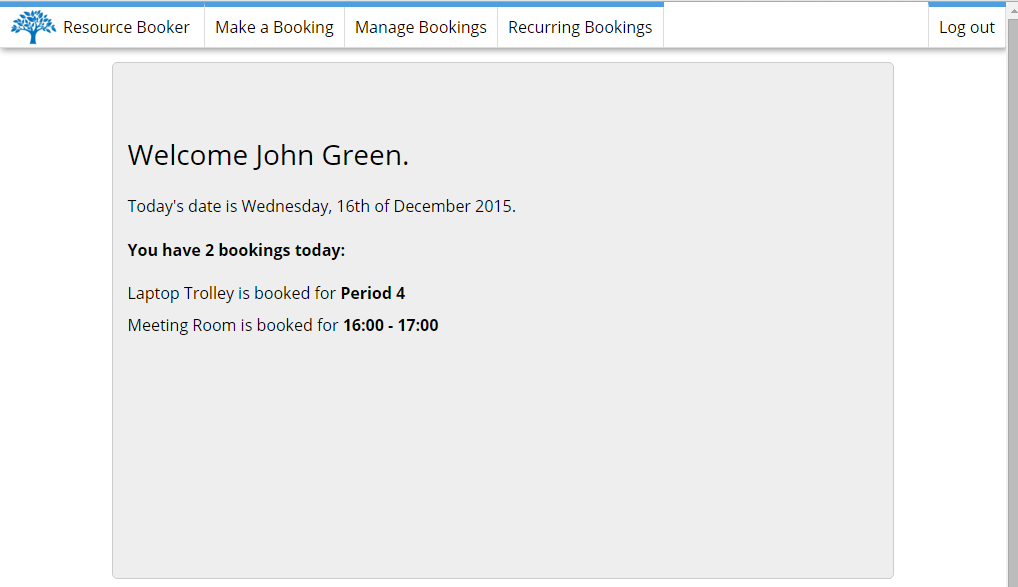 Resource Booker Make a Booking Manage Bookings Recurring Bookings Log out
Welcome John Green.
Today's date is Wednesday, 16th of December 2015.
You have 2 bookings today:
Laptop Trolley is booked for Period 4
Meeting Room is booked for 16:00 - 17:00